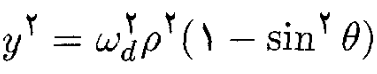 y^۲ = ω_d^۲ ρ^۲ (۱ − sin^۲ θ)